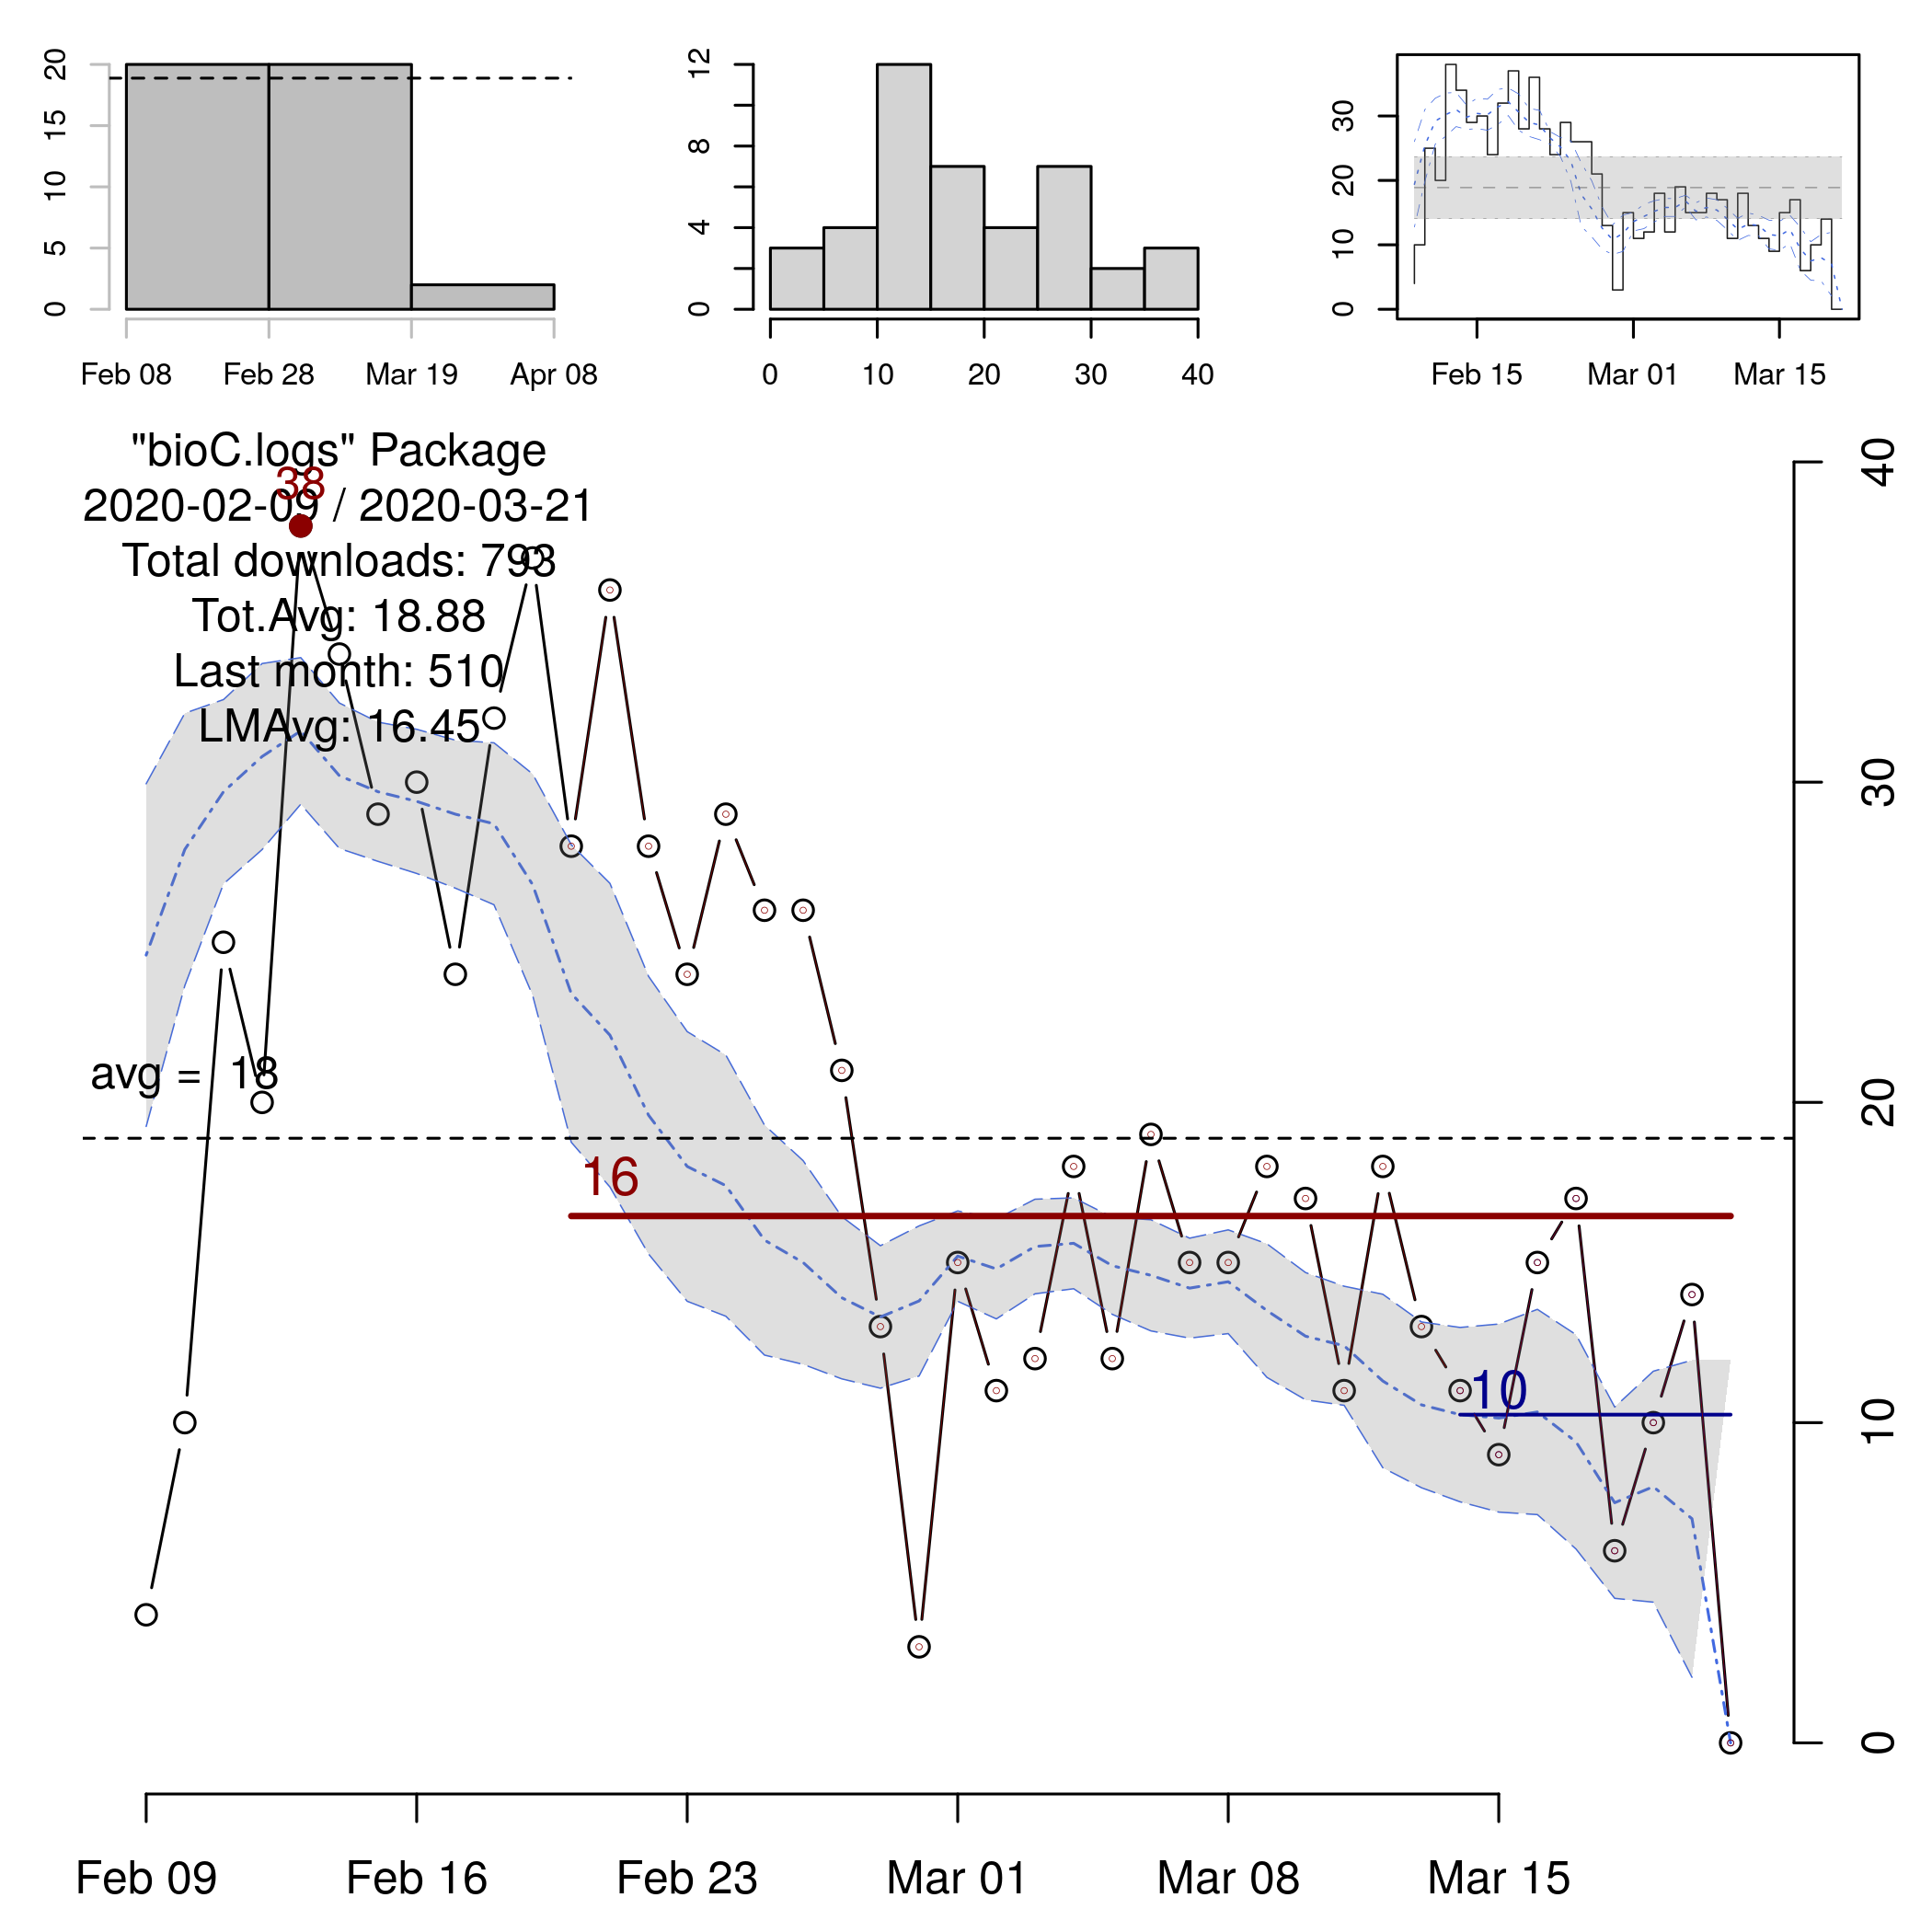 20
15
10
5
0
Feb 08 Feb 28 Mar 19 Apr 08
12
8
4
0
0 10 20 30 40
30
20
10
0
Feb 15 Mar 01 Mar 15
"bioC.logs" Package
38
2020-02-09 / 2020-03-21
Total downloads: 793
Tot.Avg: 18.88
Last month: 510
LMAvg: 16.45
avg = 18
16
10
40
30
20
10
0
Feb 09 Feb 16 Feb 23 Mar 01 Mar 08 Mar 15